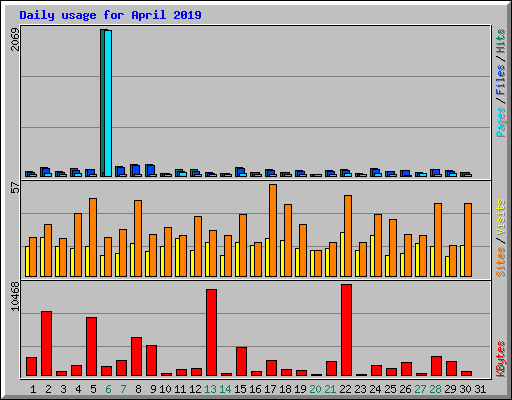 Daily usage for April 2019
2069
Pages / Files / Hits
57
Sites / Visits
10468
KBytes
1 2 3 4 5 6 7 8 9 10 11 12 13 14 15 16 17 18 19 20 21 22 23 24 25 26 27 28 29 30 31